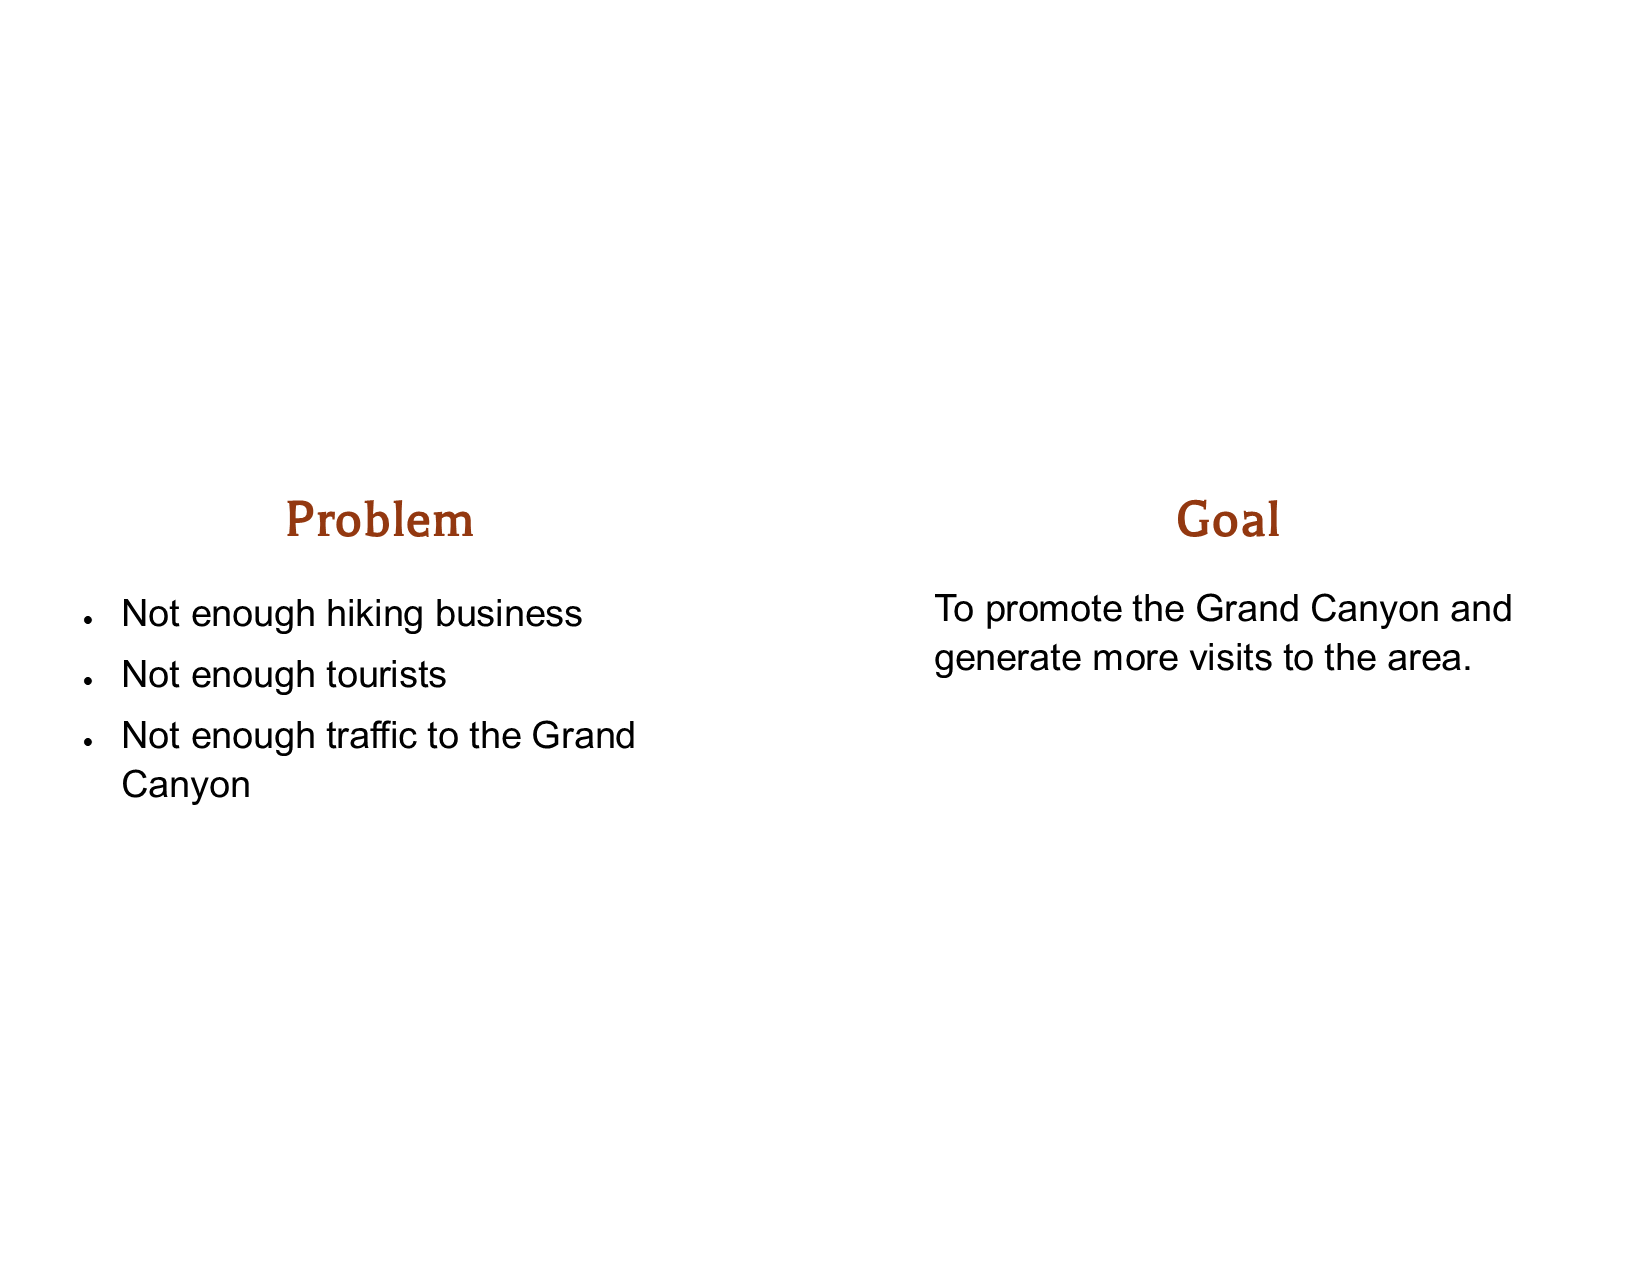 Problem
• Not enough hiking business
• Not enough tourists
• Not enough traffic to the Grand
Canyon
Goal
To promote the Grand Canyon and
generate more visits to the area.